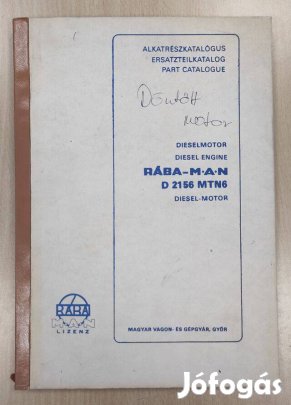 ALKATRÉSZKATALÓGUS
ERSATZTEILKATALOG
PART CATALOGUE
Döntött
motor
DIESELMOTOR
DIESEL ENGINE
RÁBA-M·A·N
D 2156 MTN6
DIESEL-MOTOR
RÁBA
M.A.N
LIZENZ
MAGYAR VAGON- ÉS GÉPGYÁR, GYŐR
Jófogás